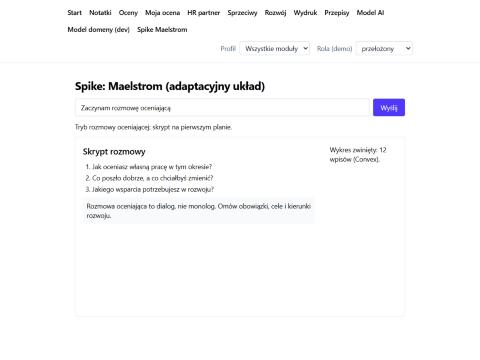 Start Notatki Oceny Moja ocena HR partner Sprzeciwy Rozwój Wydruk Przepisy Model AI
Model domeny (dev) Spike Maelstrom
Profil Wszystkie moduły Rola (demo) przełożony
Spike: Maelstrom (adaptacyjny układ)
Zaczynam rozmowę oceniającą Wyślij
Tryb rozmowy oceniającej: skrypt na pierwszym planie.
Skrypt rozmowy
1. Jak oceniasz własną pracę w tym okresie?
2. Co poszło dobrze, a co chciałbyś zmienić?
3. Jakiego wsparcia potrzebujesz w rozwoju?
Rozmowa oceniająca to dialog, nie monolog. Omów obowiązki, cele i kierunki
rozwoju.
Wykres zwinięty: 12
wpisów (Convex).